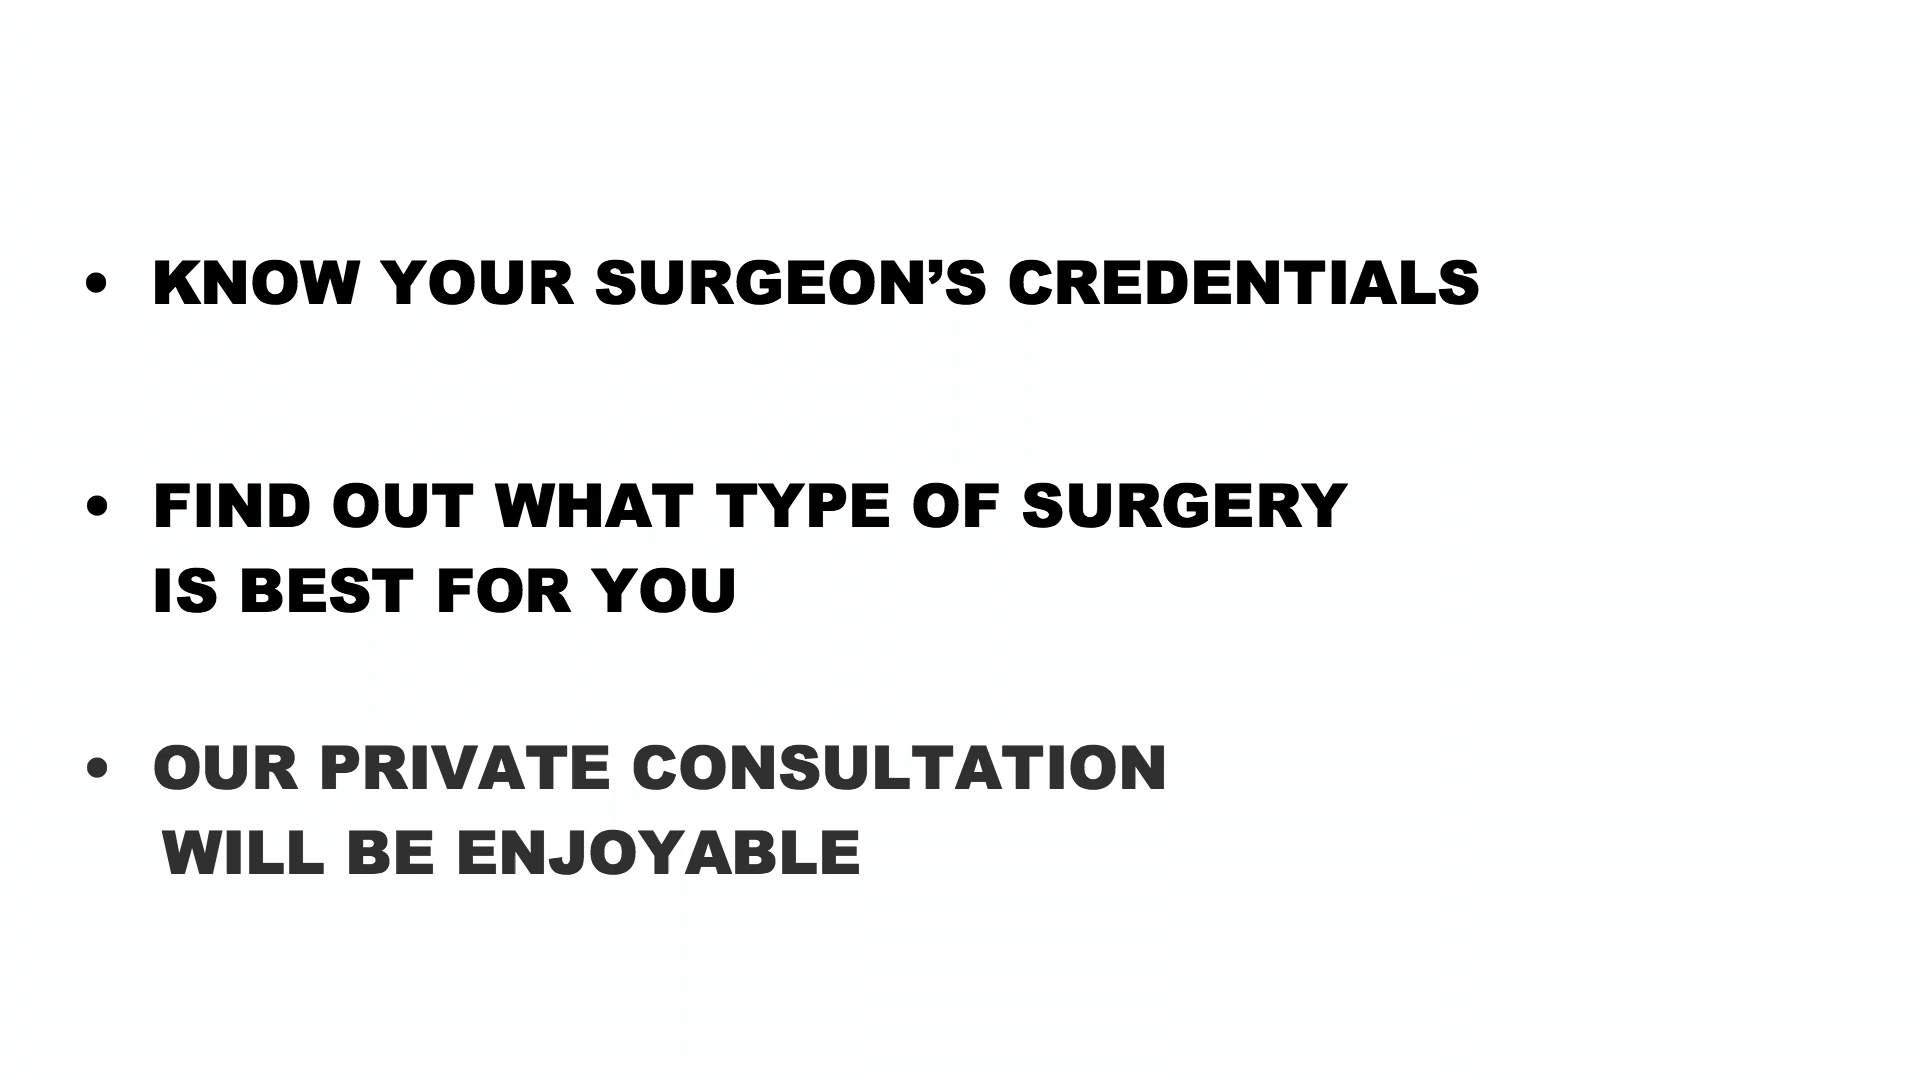 • KNOW YOUR SURGEON’S CREDENTIALS
• FIND OUT WHAT TYPE OF SURGERY
IS BEST FOR YOU
• OUR PRIVATE CONSULTATION
WILL BE ENJOYABLE